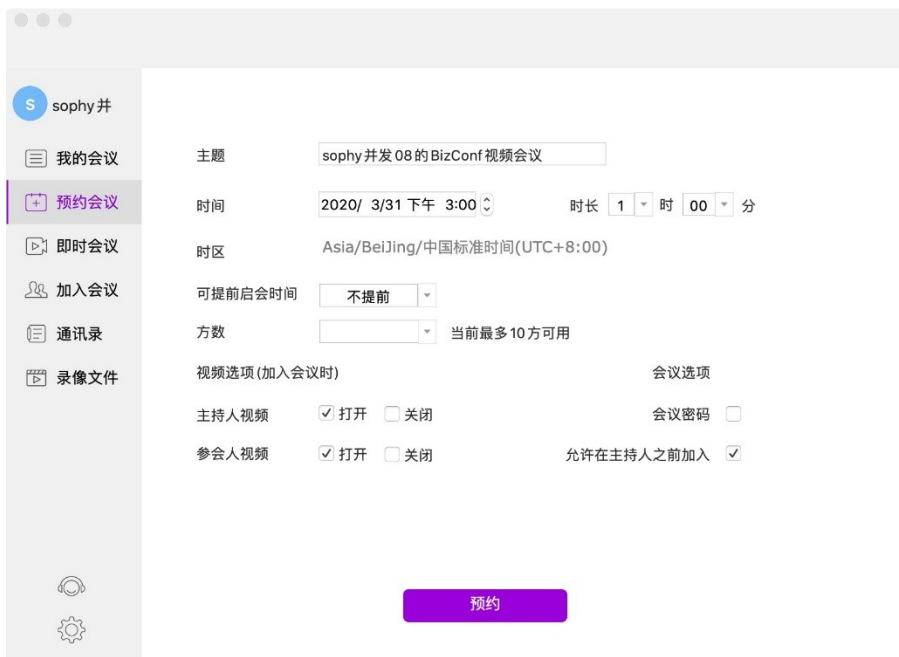 S sophy并
我的会议
预约会议
即时会议
加入会议
通讯录
录像文件
主题 sophy并发08的BizConf视频会议
时间 2020/ 3/31 下午 3:00 时长 1 时 00 分
时区 Asia/BeiJing/中国标准时间(UTC+8:00)
可提前启会时间 不提前
方数 当前最多10方可用
视频选项(加入会议时) 会议选项
主持人视频 打开 关闭 会议密码
参会人视频 打开 关闭 允许在主持人之前加入
预约